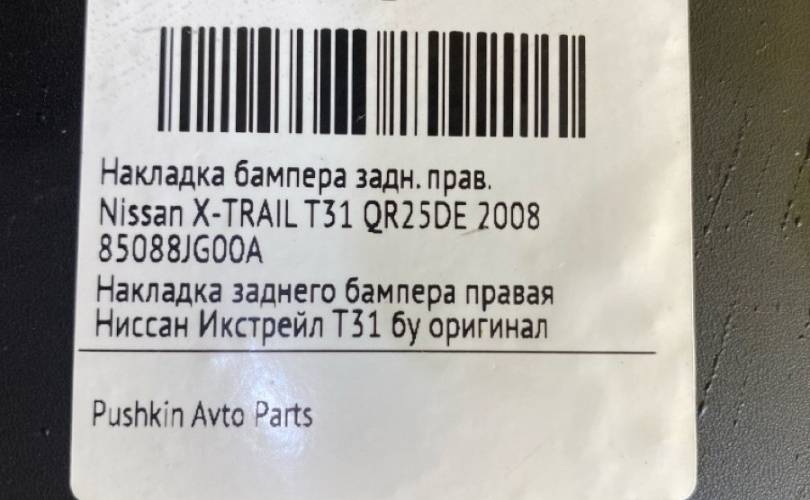 Накладка бампера задн. прав.
Nissan X-TRAIL T31 QR25DE 2008
85088JG00A
Накладка заднего бампера правая
Ниссан Икстрейл Т31 бу оригинал
Pushkin Avto Parts